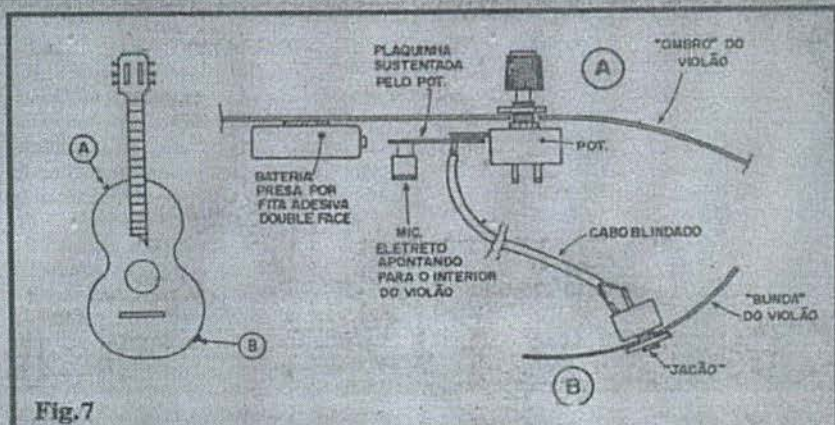 A
B
PLAQUINHA
SUSTENTADA
PELO POT.
A
"OMBRO" DO
VIOLÃO
BATERIA
PRESA POR
FITA ADESIVA
DOUBLE FACE
MIC.
ELETRETO
APONTANDO
PARA O INTERIOR
DO VIOLÃO
POT.
CABO BLINDADO
"BUNDA"
DO VIOLÃO
"JACÃO"
B
Fig.7